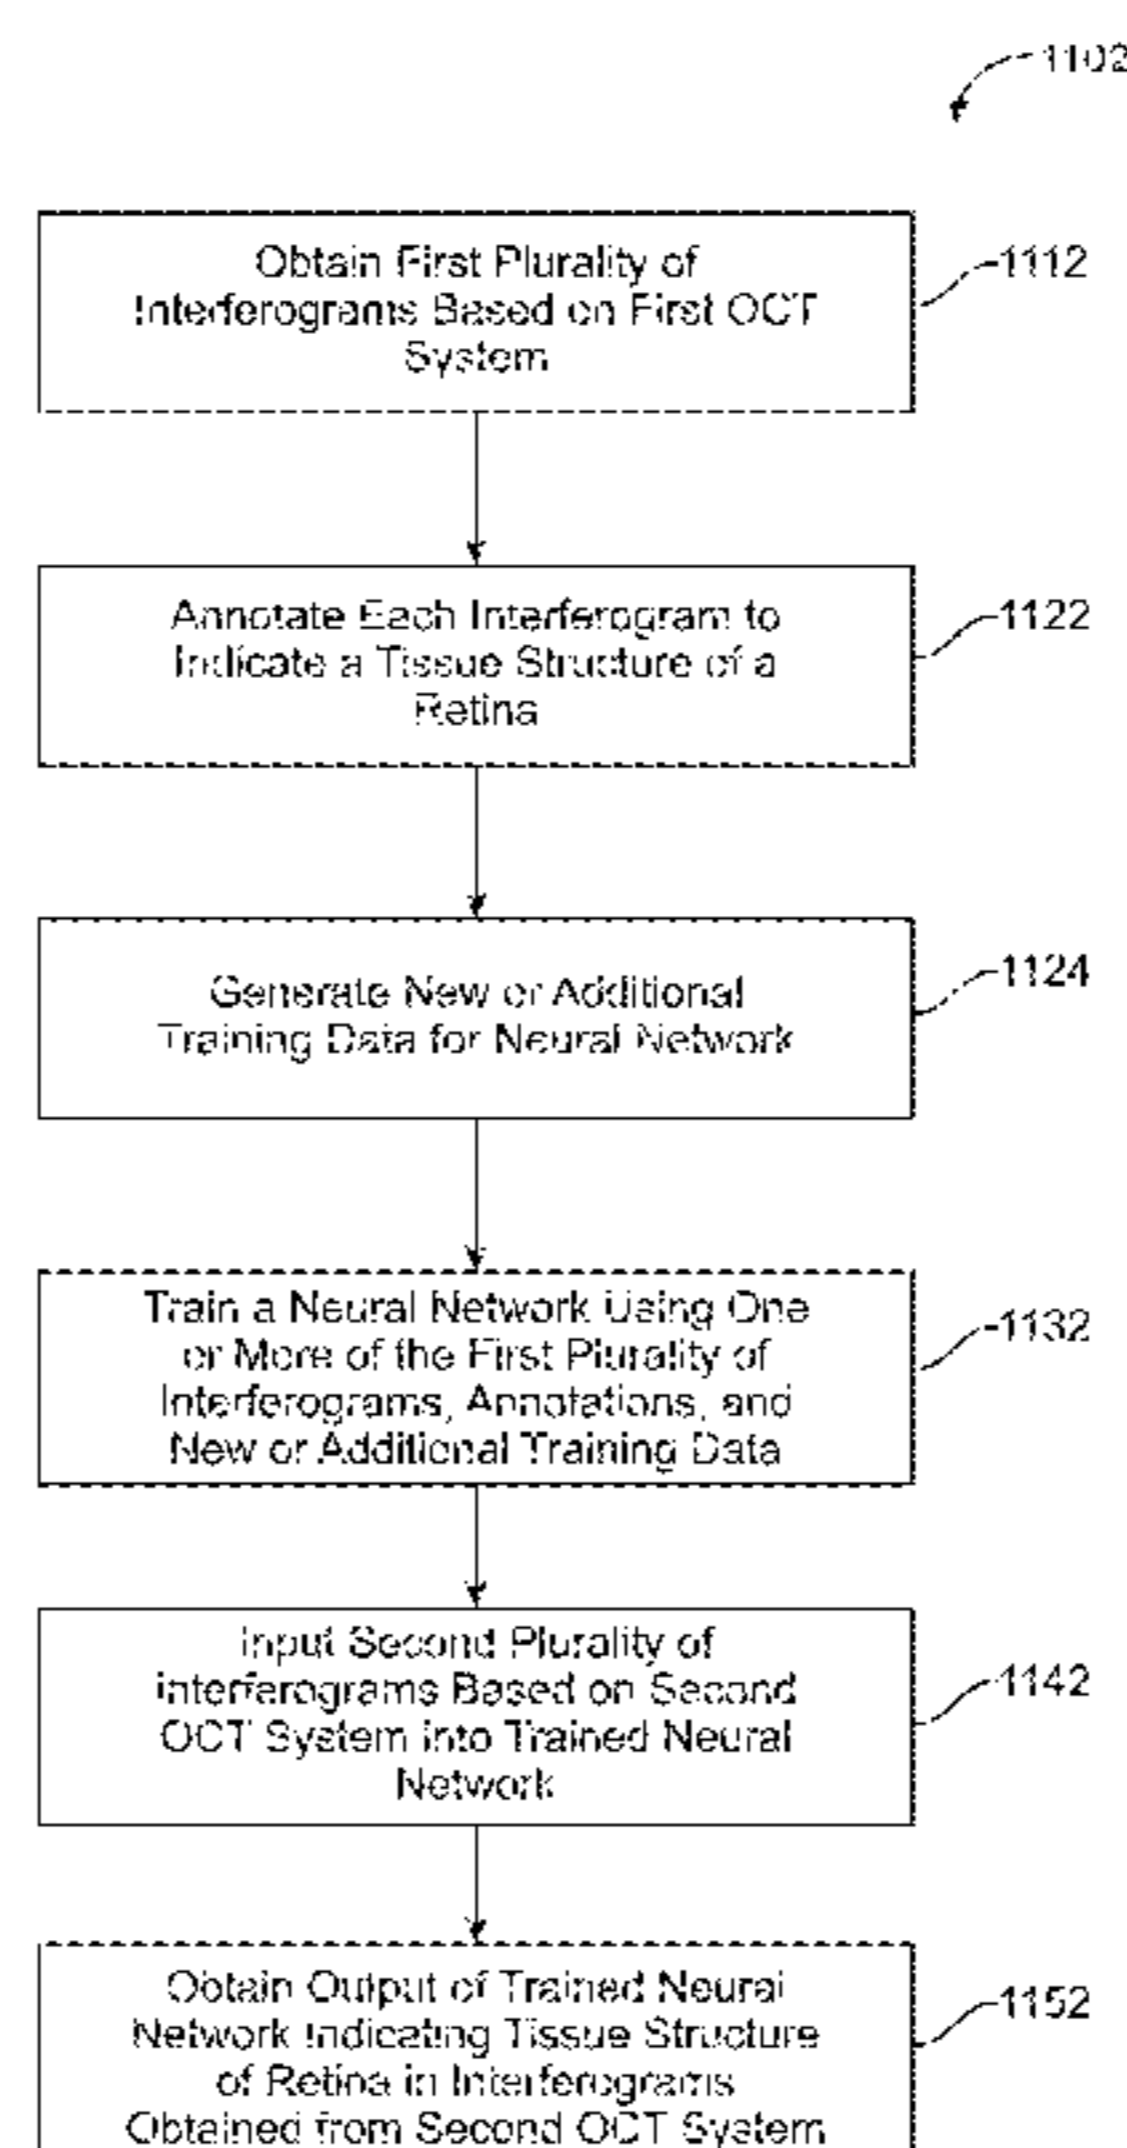 1102
Obtain First Plurality of
Interferograms Based on First OCT
System
1112
Annotate Each Interferogram to
Indicate a Tissue Structure of a
Retina
1122
Generate New or Additional
Training Data for Neural Network
1124
Train a Neural Network Using One
or More of the First Plurality of
Interferograms, Annotations, and
New or Additional Training Data
1132
Input Second Plurality of
Interferograms Based on Second
OCT System into Trained Neural
Network
1142
Obtain Output of Trained Neural
Network Indicating Tissue Structure
of Retina in Interferograms
Obtained from Second OCT System
1152